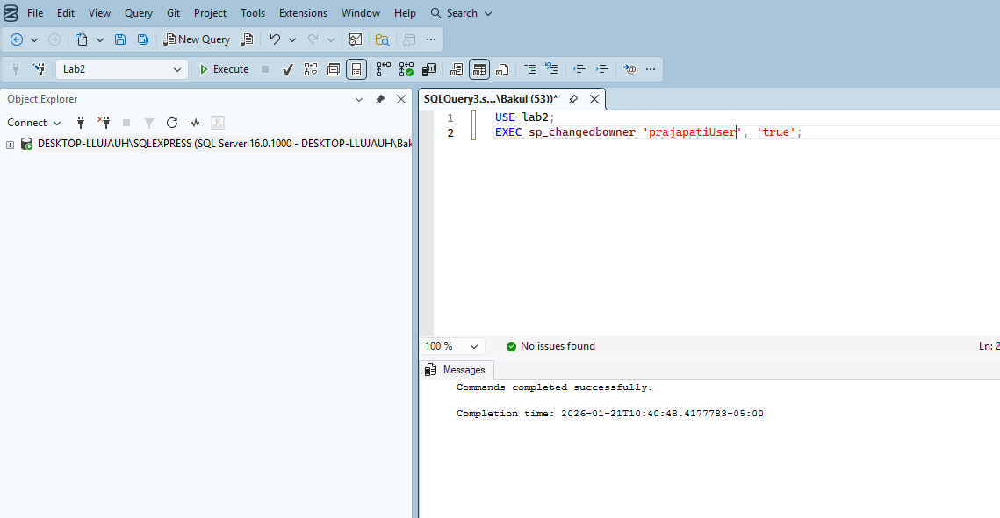 File Edit View Query Git Project Tools Extensions Window Help Search
New Query
Lab2 Execute
Object Explorer
Connect
DESKTOP-LLUJAUH\SQLEXPRESS (SQL Server 16.0.1000 - DESKTOP-LLUJAUH\Bak
SQLQuery3.s...\Bakul (53))*
1 USE lab2;
2 EXEC sp_changedbowner 'prajapatiUser', 'true';
100 % No issues found Ln: 2
Messages
Commands completed successfully.
Completion time: 2026-01-21T10:40:48.4177783-05:00